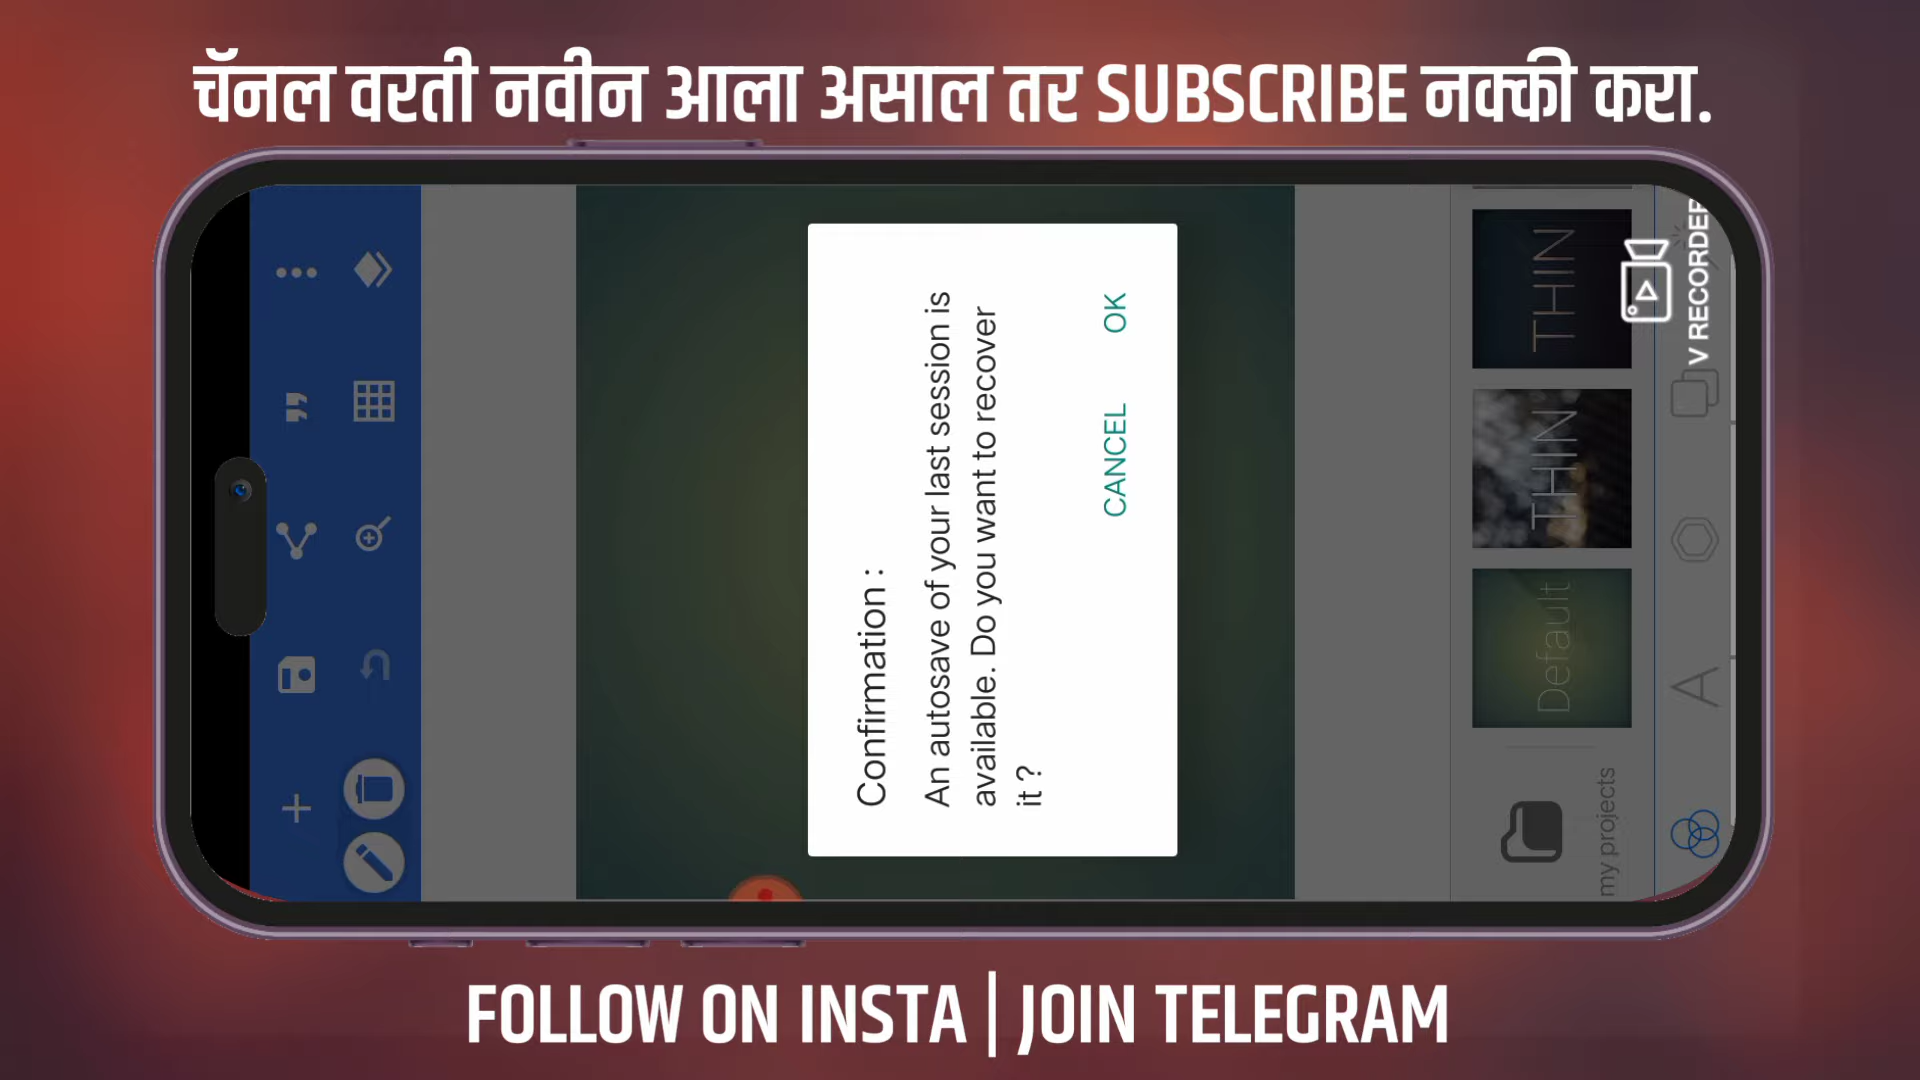 चॅनल वरती नवीन आला असाल तर SUBSCRIBE नक्की करा.
Confirmation :
An autosave of your last session is
available. Do you want to recover
it ?
CANCEL OK
THIN
THIN
Default
my projects
A
V RECORDER
FOLLOW ON INSTA | JOIN TELEGRAM